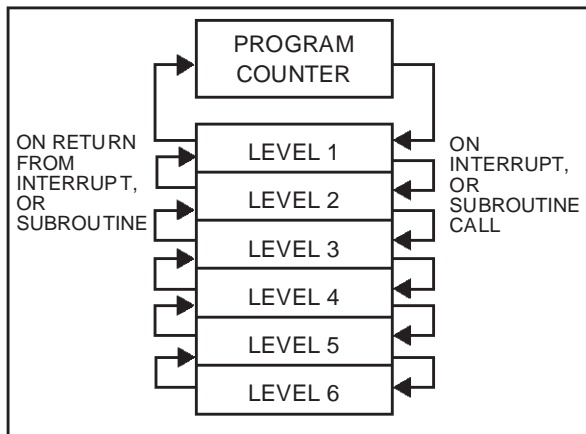 PROGRAM
COUNTER
ON RETURN
FROM
INTERRUPT,
OR
SUBROUTINE
LEVEL 1
LEVEL 2
LEVEL 3
LEVEL 4
LEVEL 5
LEVEL 6
ON
INTERRUPT,
OR
SUBROUTINE
CALL